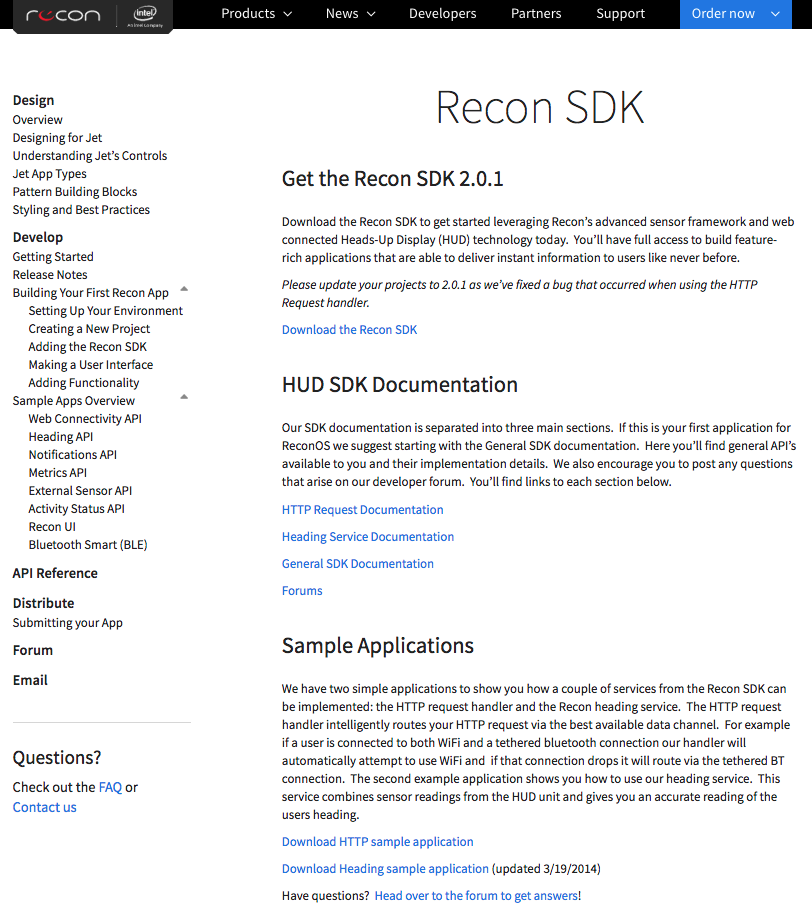 recon
intel
An Intel Company
Products
News
Developers
Partners
Support
Order now
Design
Overview
Designing for Jet
Understanding Jet's Controls
Jet App Types
Pattern Building Blocks
Styling and Best Practices
Develop
Getting Started
Release Notes
Building Your First Recon App
Setting Up Your Environment
Creating a New Project
Adding the Recon SDK
Making a User Interface
Adding Functionality
Sample Apps Overview
Web Connectivity API
Heading API
Notifications API
Metrics API
External Sensor API
Activity Status API
Recon UI
Bluetooth Smart (BLE)
API Reference
Distribute
Submitting your App
Forum
Email
Questions?
Check out the FAQ or
Contact us
Recon SDK
Get the Recon SDK 2.0.1
Download the Recon SDK to get started leveraging Recon's advanced sensor framework and web
connected Heads-Up Display (HUD) technology today.  You'll have full access to build feature-
rich applications that are able to deliver instant information to users like never before.
Please update your projects to 2.0.1 as we've fixed a bug that occurred when using the HTTP
Request handler.
Download the Recon SDK
HUD SDK Documentation
Our SDK documentation is separated into three main sections.  If this is your first application for
ReconOS we suggest starting with the General SDK documentation.  Here you'll find general API's
available to you and their implementation details.  We also encourage you to post any questions
that arise on our developer forum.  You'll find links to each section below.
HTTP Request Documentation
Heading Service Documentation
General SDK Documentation
Forums
Sample Applications
We have two simple applications to show you how a couple of services from the Recon SDK can
be implemented: the HTTP request handler and the Recon heading service.  The HTTP request
handler intelligently routes your HTTP request via the best available data channel.  For example
if a user is connected to both WiFi and a tethered bluetooth connection our handler will
automatically attempt to use WiFi and  if that connection drops it will route via the tethered BT
connection.  The second example application shows you how to use our heading service.  This
service combines sensor readings from the HUD unit and gives you an accurate reading of the
users heading.
Download HTTP sample application
Download Heading sample application (updated 3/19/2014)
Have questions?  Head over to the forum to get answers!